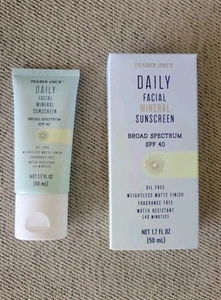 TRADER JOE'S
DAILY
FACIAL
MINERAL
SUNSCREEN
BROAD SPECTRUM
SPF 40
OIL FREE
WEIGHTLESS MATTE FINISH
FRAGRANCE FREE
WATER RESISTANT
(40 MINUTES)
NET 1.7 FL OZ
(50 mL)
TRADER JOE'S
DAILY
FACIAL
MINERAL
SUNSCREEN
BROAD SPECTRUM
SPF 40
OIL FREE
WEIGHTLESS MATTE FINISH
FRAGRANCE FREE
WATER RESISTANT
(40 MINUTES)
NET 1.7 FL OZ
(50 mL)